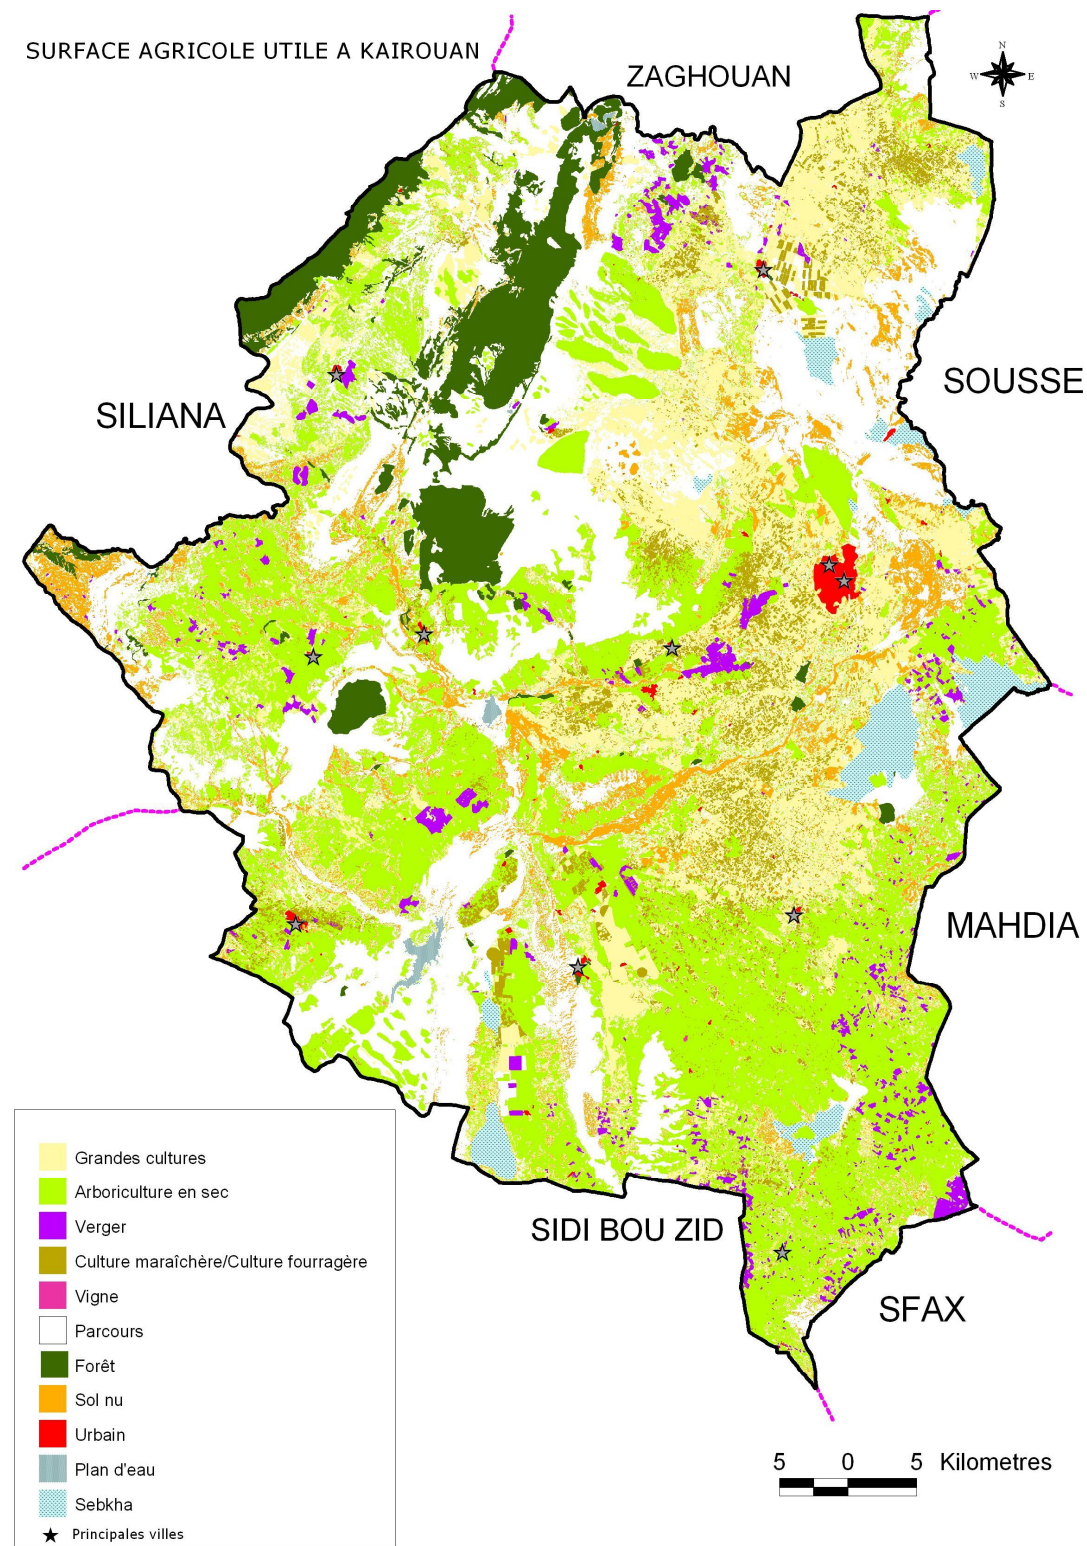 SURFACE AGRICOLE UTILE A KAIROUAN
ZAGHOUAN
N
W E
S
SOUSSE
SILIANA
MAHDIA
SIDI BOU ZID
SFAX
Grandes cultures
Arboriculture en sec
Verger
Culture maraîchère/Culture fourragère
Vigne
Parcours
Forêt
Sol nu
Urbain
Plan d'eau
Sebkha
Principales villes
5 0 5 Kilometres